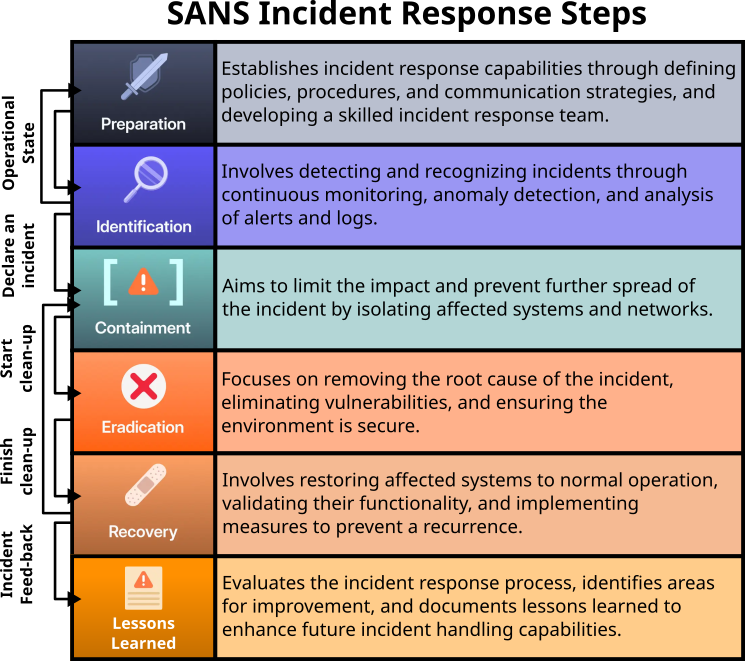 SANS Incident Response Steps
Operational
State
Declare an
incident
Start
clean-up
Finish
clean-up
Incident
Feed-back
Preparation
Establishes incident response capabilities through defining
policies, procedures, and communication strategies, and
developing a skilled incident response team.
Identification
Involves detecting and recognizing incidents through
continuous monitoring, anomaly detection, and analysis
of alerts and logs.
Containment
Aims to limit the impact and prevent further spread of
the incident by isolating affected systems and networks.
Eradication
Focuses on removing the root cause of the incident,
eliminating vulnerabilities, and ensuring the
environment is secure.
Recovery
Involves restoring affected systems to normal operation,
validating their functionality, and implementing
measures to prevent a recurrence.
Lessons
Learned
Evaluates the incident response process, identifies areas
for improvement, and documents lessons learned to
enhance future incident handling capabilities.